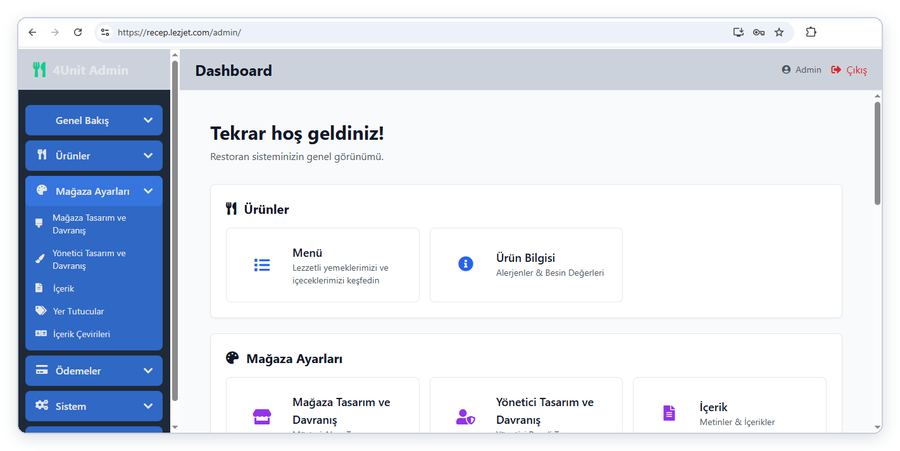 https://recep.lezjet.com/admin/
4Unit Admin
Dashboard
Admin
Çıkış
Genel Bakış
Ürünler
Mağaza Ayarları
Mağaza Tasarım ve
Davranış
Yönetici Tasarım ve
Davranış
İçerik
Yer Tutucular
İçerik Çevirileri
Ödemeler
Sistem
Tekrar hoş geldiniz!
Restoran sisteminizin genel görünümü.
Ürünler
Menü
Lezzetli yemeklerimizi ve
içeceklerimizi keşfedin
Ürün Bilgisi
Alerjenler & Besin Değerleri
Mağaza Ayarları
Mağaza Tasarım ve
Davranış
Yönetici Tasarım ve
Davranış
İçerik
Metinler & İçerikler